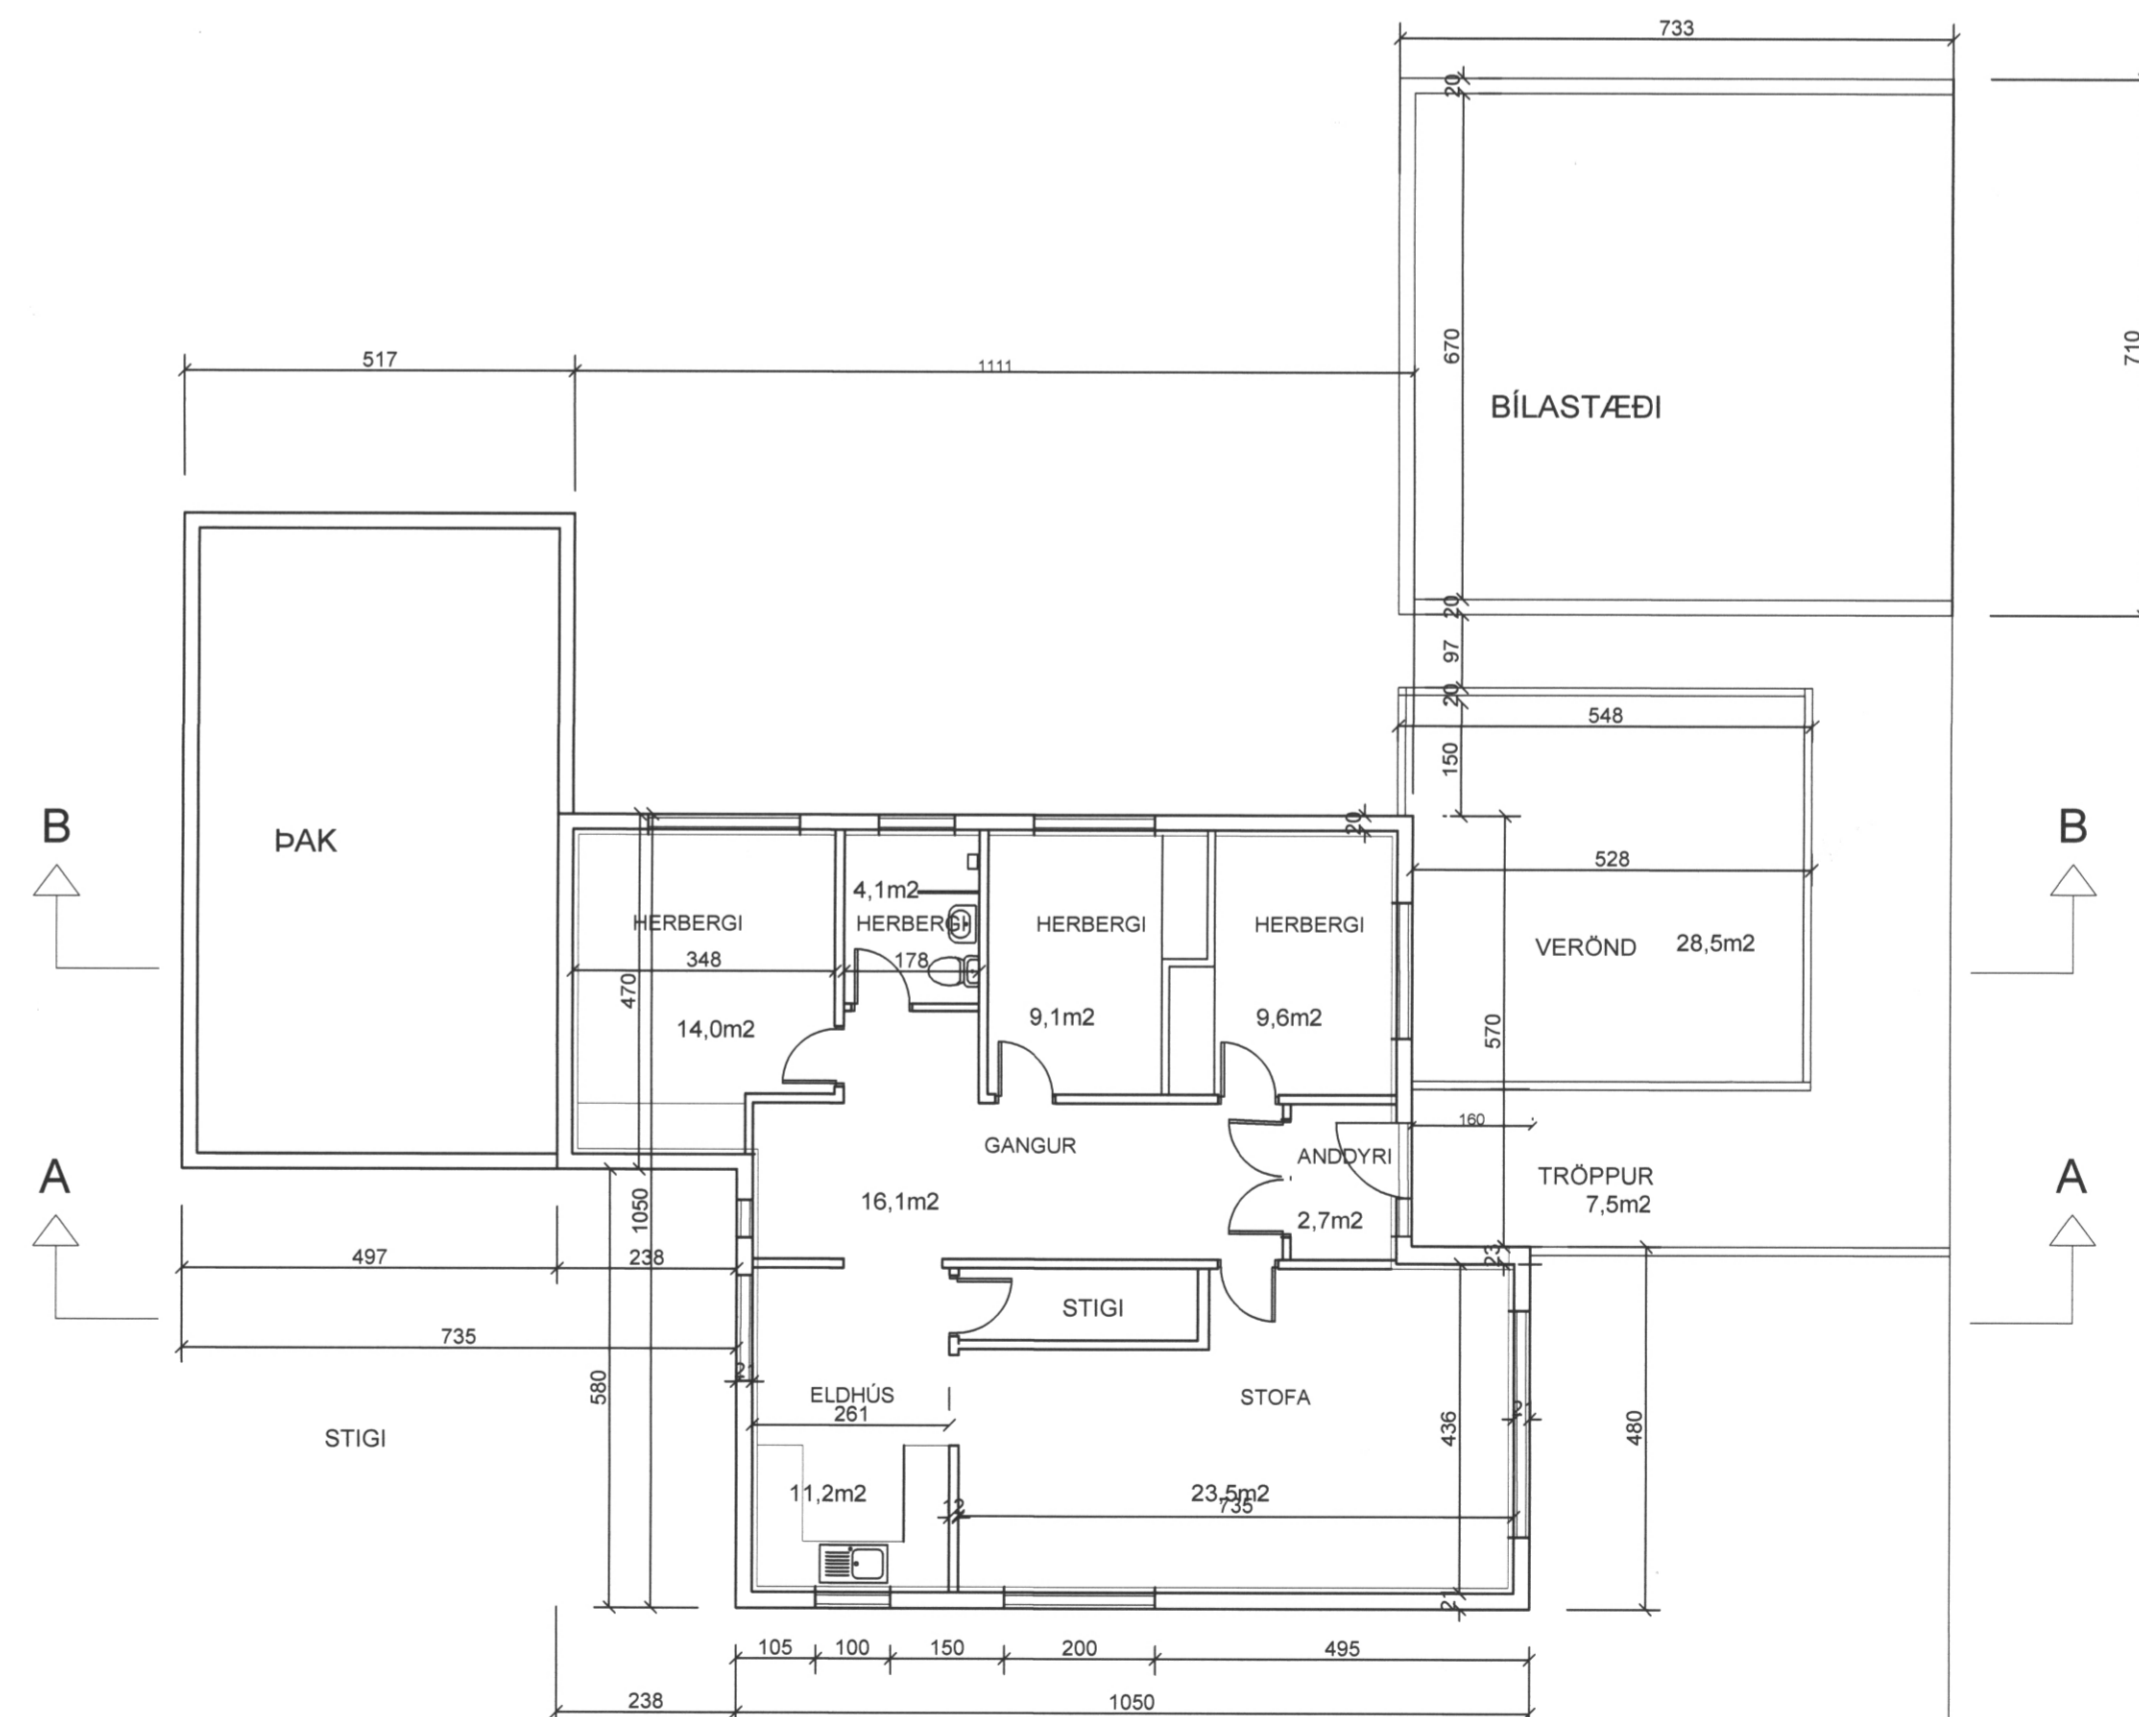 733
20
670
710
BÍLASTÆÐI
517
1111
20
97
20
548
150
B
ÞAK
20
B
528
4,1m2
HERBERGI
HERBERGI
HERBERGI
HERBERGI
VERÖND 28,5m2
348
178
470
14,0m2
9,1m2
9,6m2
570
160
GANGUR
ANDDYRI
A
TRÖPPUR
7,5m2
A
16,1m2
1050
2,7m2
497
238
23
STIGI
735
21
580
ELDHÚS
261
STOFA
21
436
480
STIGI
11,2m2
12
23,5m2
735
21
105
100
150
200
495
238
1050